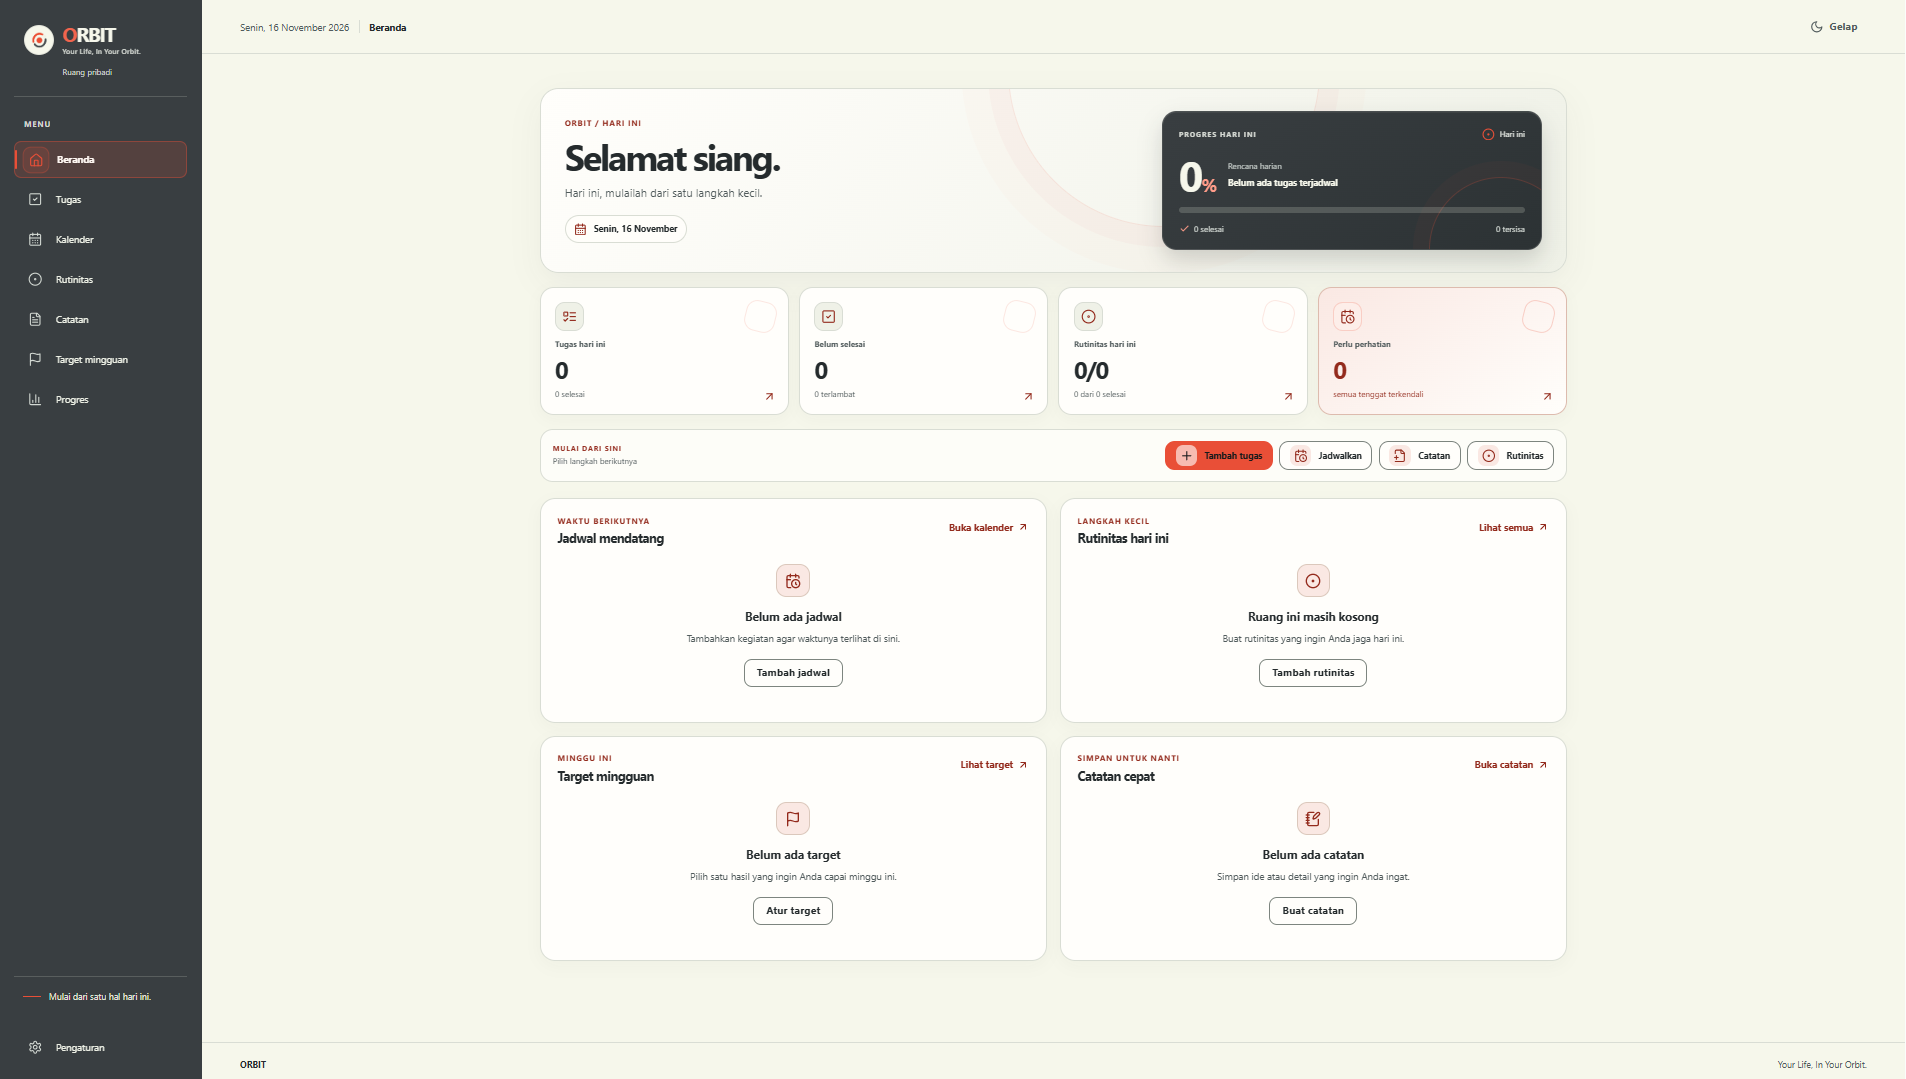 ORBIT
Your Life, In Your Orbit.
Ruang pribadi
MENU
Beranda
Tugas
Kalender
Rutinitas
Catatan
Target mingguan
Progres
Mulai dari satu hal hari ini.
Pengaturan
Senin, 16 November 2026
Beranda
Gelap
ORBIT / HARI INI
Selamat siang.
Hari ini, mulailah dari satu langkah kecil.
Senin, 16 November
PROGRES HARI INI
Hari ini
0%
Rencana harian
Belum ada tugas terjadwal
0 selesai
0 tersisa
Tugas hari ini
0
0 selesai
Belum selesai
0
0 terlambat
Rutinitas hari ini
0/0
0 dari 0 selesai
Perlu perhatian
0
semua tenggat terkendali
MULAI DARI SINI
Pilih langkah berikutnya
Tambah tugas
Jadwalkan
Catatan
Rutinitas
WAKTU BERIKUTNYA
Jadwal mendatang
Buka kalender
Belum ada jadwal
Tambahkan kegiatan agar waktunya terlihat di sini.
Tambah jadwal
LANGKAH KECIL
Rutinitas hari ini
Lihat semua
Ruang ini masih kosong
Buat rutinitas yang ingin Anda jaga hari ini.
Tambah rutinitas
MINGGU INI
Target mingguan
Lihat target
Belum ada target
Pilih satu hasil yang ingin Anda capai minggu ini.
Atur target
SIMPAN UNTUK NANTI
Catatan cepat
Buka catatan
Belum ada catatan
Simpan ide atau detail yang ingin Anda ingat.
Buat catatan
ORBIT
Your Life, In Your Orbit.